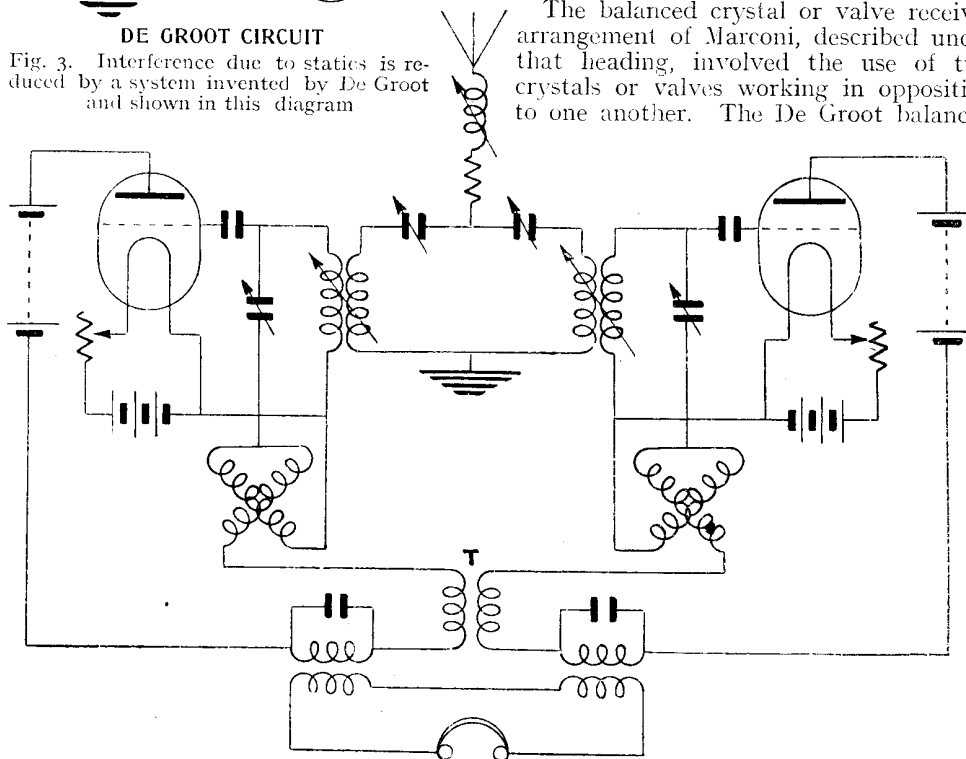 DE GROOT CIRCUIT
Fig. 3. Interference due to statics is re-
duced by a system invented by De Groot
and shown in this diagram
The balanced crystal or valve receiv
arrangement of Marconi, described und
that heading, involved the use of t
crystals or valves working in oppositi
to one another. The De Groot balanc
T